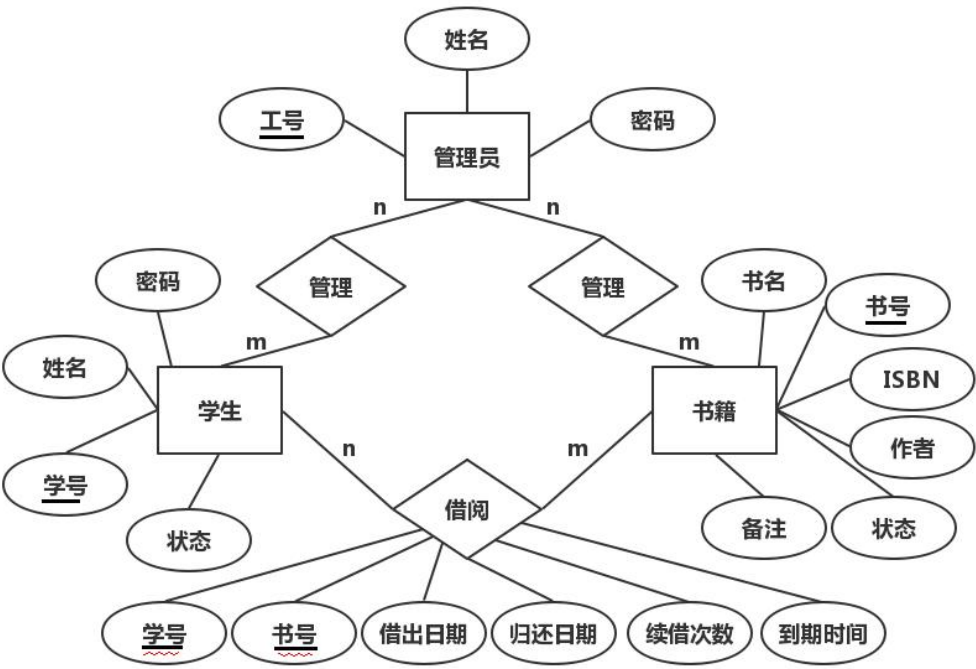 姓名
工号
密码
管理员
n
n
密码
管理
管理
书名
书号
m
m
姓名
学生
书籍
ISBN
n
m
作者
学号
借阅
状态
备注
状态
学号
书号
借出日期
归还日期
续借次数
到期时间